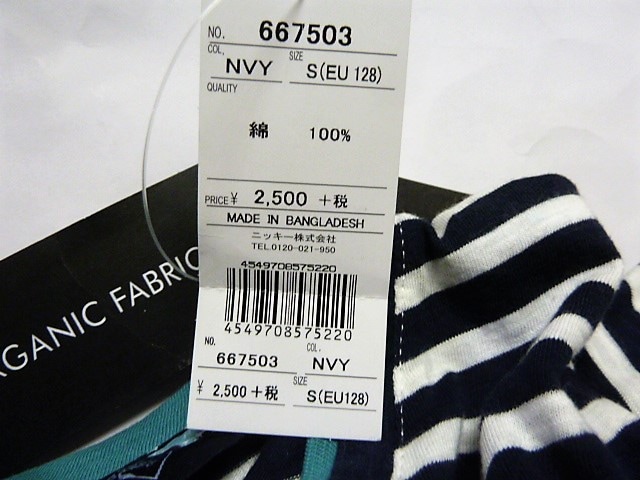 NO. 667503
COL. SIZE
NVY S(EU 128)
QUALITY
綿 100%
PRICE ¥ 2,500 +税
MADE IN BANGLADESH
ニッキー株式会社
TEL.0120-021-950
4549708575220
4549708575220
NO. COL.
667503 NVY
SIZE
¥ 2,500+税 S(EU128)
RGANIC FABRIC